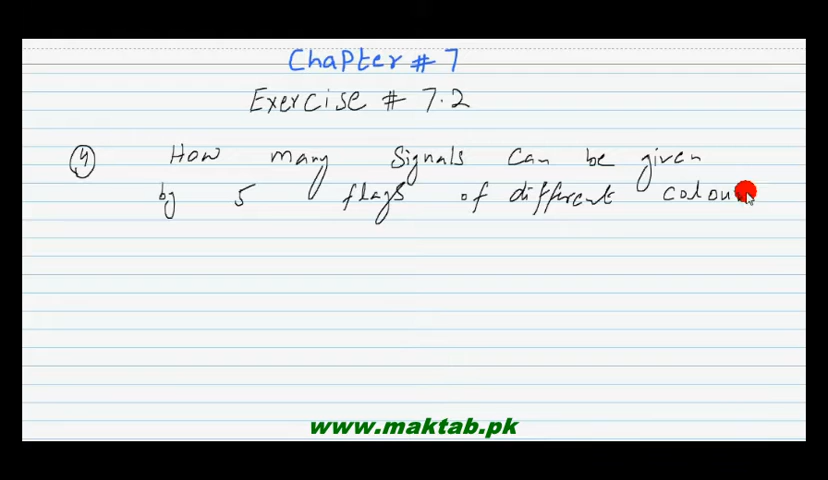 Chapter # 7
Exercise # 7.2
4 How many Signals can be given
by 5 flags of different
www.maktab.pk